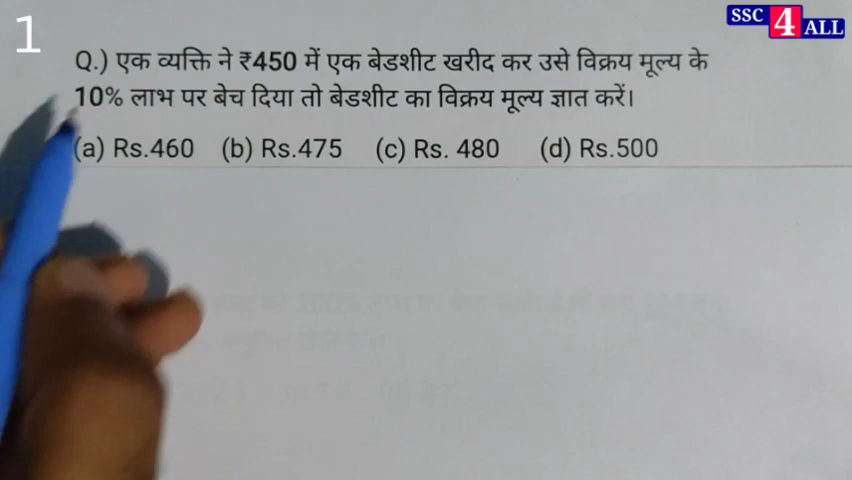 1
SSC 4 ALL
Q.) एक व्यक्ति ने ₹450 में एक बेडशीट खरीद कर उसे विक्रय मूल्य के
10% लाभ पर बेच दिया तो बेडशीट का विक्रय मूल्य ज्ञात करें।
(a) Rs.460 (b) Rs.475 (c) Rs. 480 (d) Rs.500